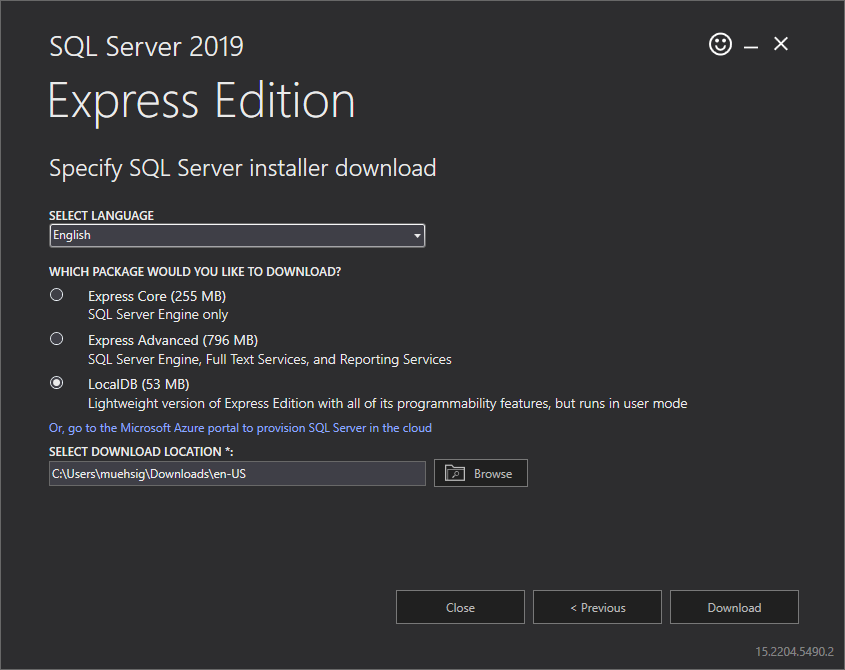 SQL Server 2019
Express Edition
Specify SQL Server installer download
SELECT LANGUAGE
English
WHICH PACKAGE WOULD YOU LIKE TO DOWNLOAD?
Express Core (255 MB)
SQL Server Engine only
Express Advanced (796 MB)
SQL Server Engine, Full Text Services, and Reporting Services
LocalDB (53 MB)
Lightweight version of Express Edition with all of its programmability features, but runs in user mode
Or, go to the Microsoft Azure portal to provision SQL Server in the cloud
SELECT DOWNLOAD LOCATION *:
C:\Users\muehsig\Downloads\en-US
Browse
Close
< Previous
Download
15.2204.5490.2